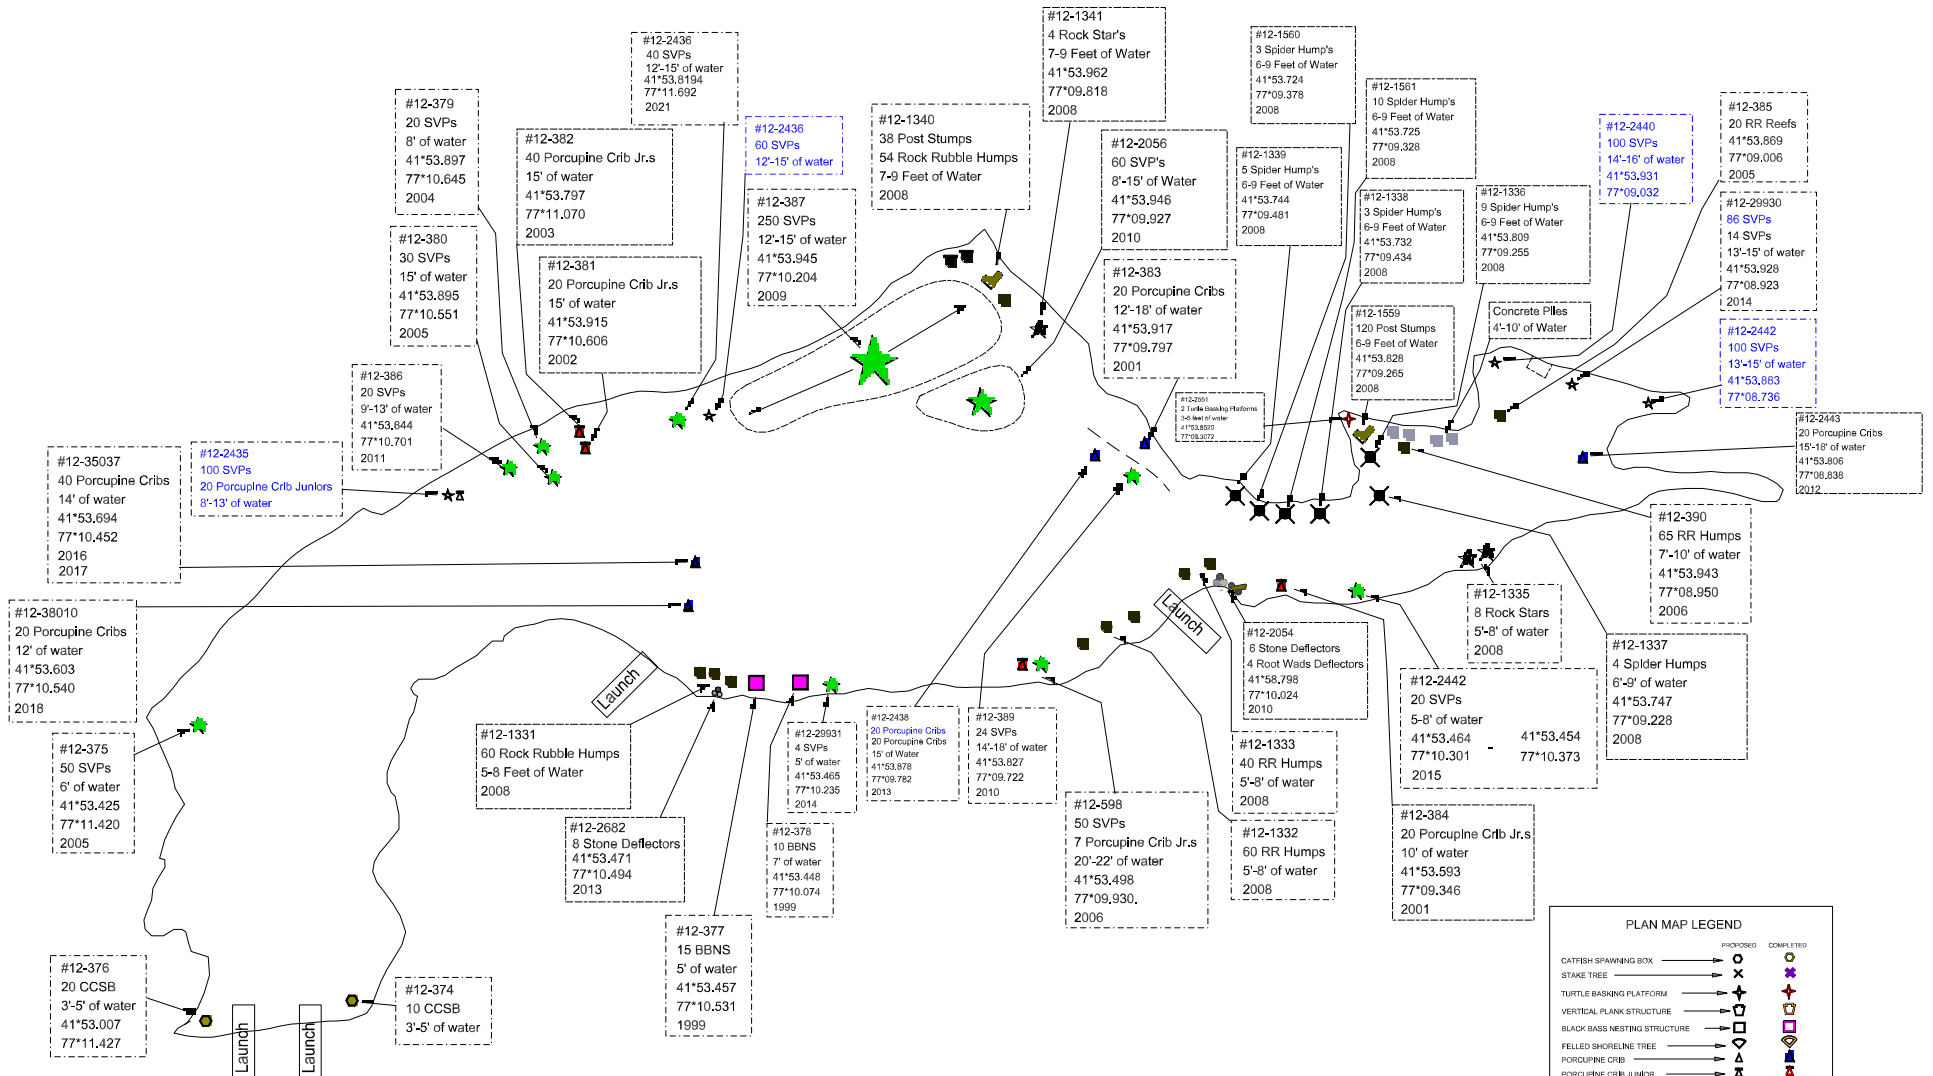 #12-2436
40 SVPs
12'-15' of water
41*53.8194
77*11.692
2021
#12-379
20 SVPs
8' of water
41*53.897
77*10.645
2004
#12-382
40 Porcupine Crib Jr.s
15' of water
41*53.797
77*11.070
2003
#12-2436
60 SVPs
12'-15' of water
#12-387
250 SVPs
12'-15' of water
41*53.945
77*10.204
2009
#12-1340
38 Post Stumps
54 Rock Rubble Humps
7-9 Feet of Water
2008
#12-1341
4 Rock Star's
7-9 Feet of Water
41*53.962
77*09.818
2008
#12-2056
60 SVP's
8'-15' of Water
41*53.946
77*09.927
2010
#12-1560
3 Spider Hump's
6-9 Feet of Water
41*53.724
77*09.378
2008
#12-1339
5 Spider Hump's
6-9 Feet of Water
41*53.744
77*09.481
2008
#12-1561
10 Spider Hump's
6-9 Feet of Water
41*53.725
77*09.328
2008
#12-1338
3 Spider Hump's
6-9 Feet of Water
41*53.732
77*09.434
2008
#12-1336
9 Spider Hump's
6-9 Feet of Water
41*53.809
77*09.255
2008
#12-2440
100 SVPs
14'-16' of water
41*53.931
77*09.032
#12-385
20 RR Reefs
41*53.869
77*09.006
2005
#12-29930
86 SVPs
14 SVPs
13'-15' of water
41*53.928
77*08.923
2014
#12-2442
100 SVPs
13'-15' of water
41*53.883
77*08.736
#12-2443
20 Porcupine Cribs
15'-18' of water
41*53.806
77*08.838
2012
#12-380
30 SVPs
15' of water
41*53.895
77*10.551
2005
#12-381
20 Porcupine Crib Jr.s
15' of water
41*53.915
77*10.606
2002
#12-383
20 Porcupine Cribs
12'-18' of water
41*53.917
77*09.797
2001
#12-1559
120 Post Stumps
6-9 Feet of Water
41*53.828
77*09.265
2008
Concrete Piles
4'-10' of Water
#12-2551
2 Turtle Basking Platforms
3-5 feet of water
41*53.8520
77*09.3072
#12-386
20 SVPs
9'-13' of water
41*53.844
77*10.701
2011
#12-2435
100 SVPs
20 Porcupine Crib Juniors
8'-13' of water
#12-35037
40 Porcupine Cribs
14' of water
41*53.694
77*10.452
2016
2017
#12-38010
20 Porcupine Cribs
12' of water
41*53.603
77*10.540
2018
#12-375
50 SVPs
6' of water
41*53.425
77*11.420
2005
#12-376
20 CCSB
3'-5' of water
41*53.007
77*11.427
#12-374
10 CCSB
3'-5' of water
Launch
Launch
Launch
Launch
#12-1331
60 Rock Rubble Humps
5-8 Feet of Water
2008
#12-2682
8 Stone Deflectors
41*53.471
77*10.494
2013
#12-377
15 BBNS
5' of water
41*53.457
77*10.531
1999
#12-378
10 BBNS
7' of water
41*53.448
77*10.074
1999
#12-29931
4 SVPs
5' of water
41*53.465
77*10.235
2014
#12-2438
20 Porcupine Cribs
20 Porcupine Cribs
15' of Water
41*53.878
77*09.782
2013
#12-389
24 SVPs
14'-18' of water
41*53.827
77*09.722
2010
#12-598
50 SVPs
7 Porcupine Crib Jr.s
20'-22' of water
41*53.498
77*09.930.
2006
#12-1333
40 RR Humps
5'-8' of water
2008
#12-1332
60 RR Humps
5'-8' of water
2008
#12-2054
6 Stone Deflectors
4 Root Wads Deflectors
41*58.798
77*10.024
2010
#12-2442
20 SVPs
5-8' of water
41*53.464 - 41*53.454
77*10.301 77*10.373
2015
#12-384
20 Porcupine Crib Jr.s
10' of water
41*53.593
77*09.346
2001
#12-1335
8 Rock Stars
5'-8' of water
2008
#12-390
65 RR Humps
7'-10' of water
41*53.943
77*08.950
2006
#12-1337
4 Spider Humps
6'-9' of water
41*53.747
77*09.228
2008
PLAN MAP LEGEND
PROPOSED COMPLETED
CATFISH SPAWNING BOX
STAKE TREE
TURTLE BASKING PLATFORM
VERTICAL PLANK STRUCTURE
BLACK BASS NESTING STRUCTURE
FELLED SHORELINE TREE
PORCUPINE CRIB
PORCUPINE CRIB JUNIOR